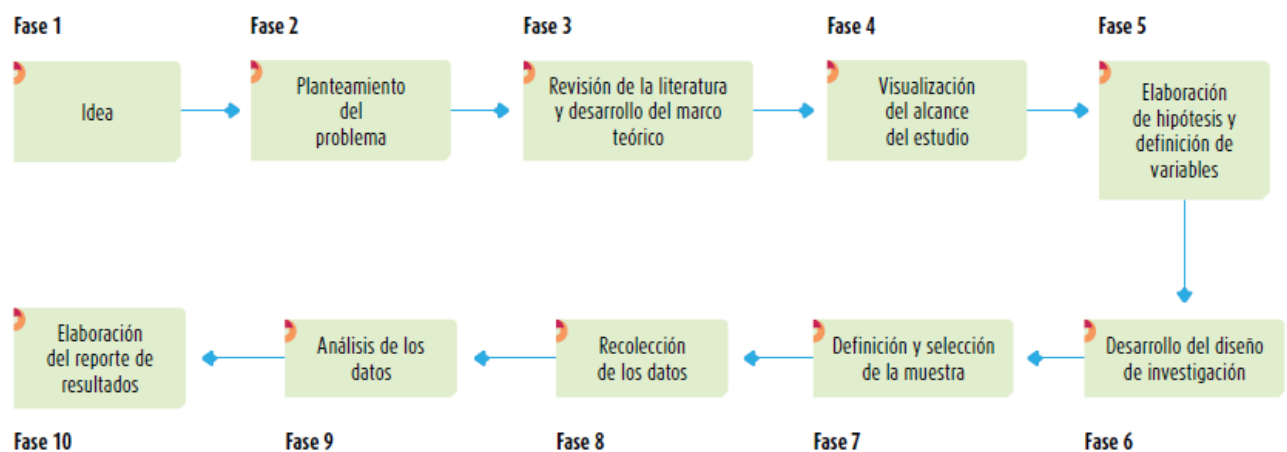 Fase 1
Idea
Fase 2
Planteamiento
del
problema
Fase 3
Revisión de la literatura
y desarrollo del marco
teórico
Fase 4
Visualización
del alcance
del estudio
Fase 5
Elaboración
de hipótesis y
definición de
variables
Desarrollo del diseño
de investigación
Fase 6
Definición y selección
de la muestra
Fase 7
Recolección
de los datos
Fase 8
Análisis de los
datos
Fase 9
Elaboración
del reporte de
resultados
Fase 10